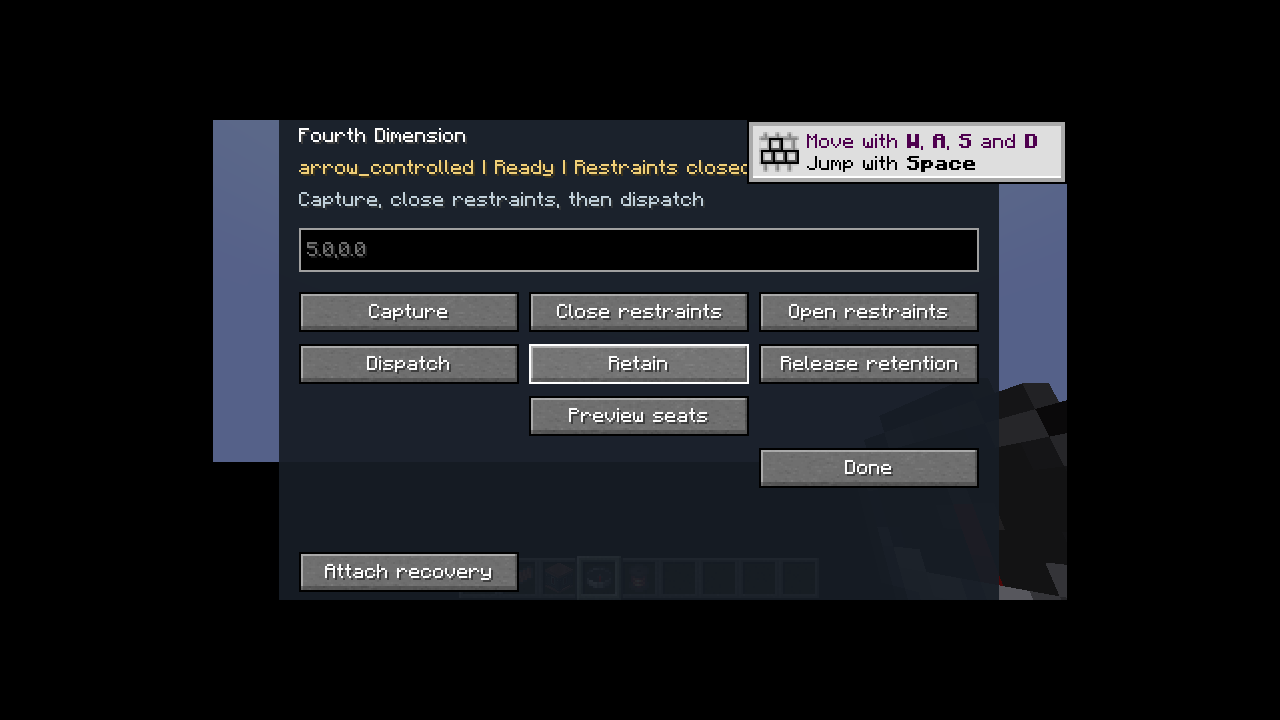 Fourth Dimension
Move with W, A, S and D
Jump with Space
arrow_controlled | Ready | Restraints closed
Capture, close restraints, then dispatch
5.0,0.0
Capture
Close restraints
Open restraints
Dispatch
Retain
Release retention
Preview seats
Done
Attach recovery